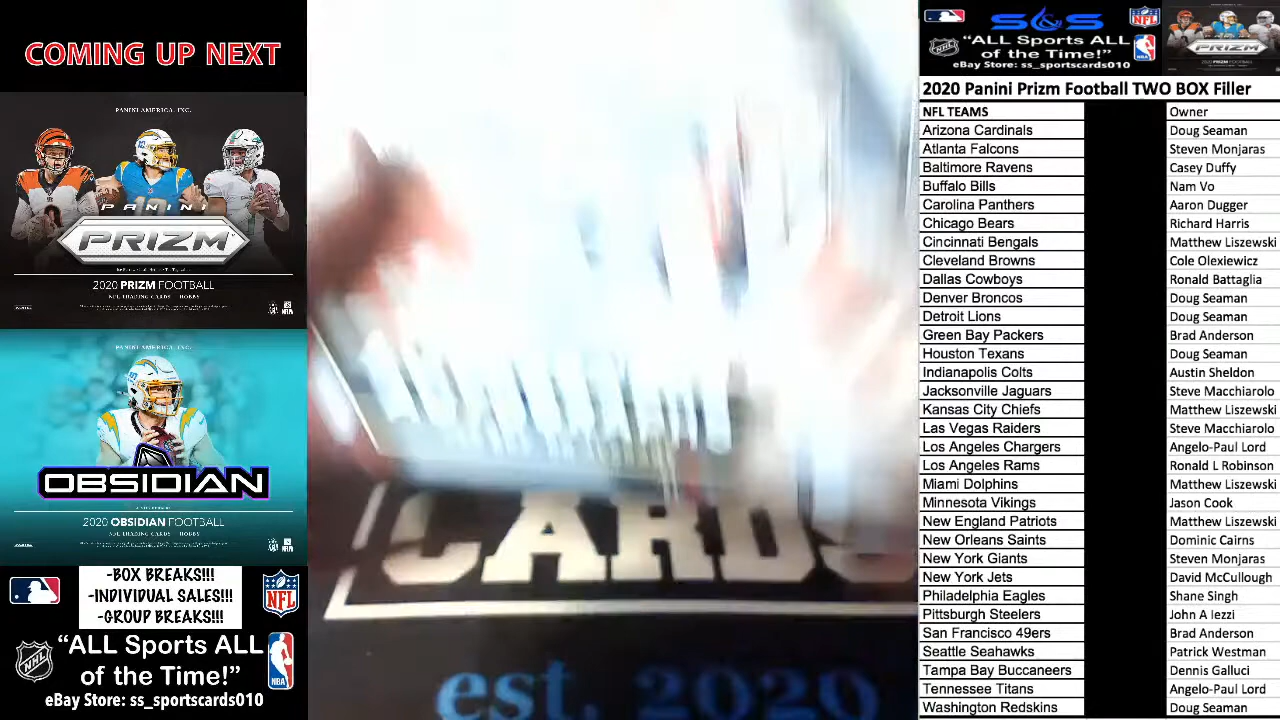 COMING UP NEXT
PANINI AMERICA, INC.
PANINI
PRIZM
2020 PRIZM FOOTBALL
NFL TRADING CARDS HOBBY
PANINI AMERICA, INC.
OBSIDIAN
2020 OBSIDIAN FOOTBALL
NFL TRADING CARDS HOBBY
-BOX BREAKS!!!
-INDIVIDUAL SALES!!!
-GROUP BREAKS!!!
NFL
NHL
NBA
“ALL Sports ALL
of the Time!”
eBay Store: ss_sportscards010
CARDS
Est. 2019
S&S
NFL
NHL
NBA
“ALL Sports ALL
of the Time!”
eBay Store: ss_sportscards010
PRIZM
2020 Panini Prizm Football TWO BOX Filler
NFL TEAMS Owner
Arizona Cardinals Doug Seaman
Atlanta Falcons Steven Monjaras
Baltimore Ravens Casey Duffy
Buffalo Bills Nam Vo
Carolina Panthers Aaron Dugger
Chicago Bears Richard Harris
Cincinnati Bengals Matthew Liszewski
Cleveland Browns Cole Olexiewicz
Dallas Cowboys Ronald Battaglia
Denver Broncos Doug Seaman
Detroit Lions Doug Seaman
Green Bay Packers Brad Anderson
Houston Texans Doug Seaman
Indianapolis Colts Austin Sheldon
Jacksonville Jaguars Steve Macchiarolo
Kansas City Chiefs Matthew Liszewski
Las Vegas Raiders Steve Macchiarolo
Los Angeles Chargers Angelo-Paul Lord
Los Angeles Rams Ronald L Robinson
Miami Dolphins Matthew Liszewski
Minnesota Vikings Jason Cook
New England Patriots Matthew Liszewski
New Orleans Saints Dominic Cairns
New York Giants Steven Monjaras
New York Jets David McCullough
Philadelphia Eagles Shane Singh
Pittsburgh Steelers John A Iezzi
San Francisco 49ers Brad Anderson
Seattle Seahawks Patrick Westman
Tampa Bay Buccaneers Dennis Galluci
Tennessee Titans Angelo-Paul Lord
Washington Redskins Doug Seaman